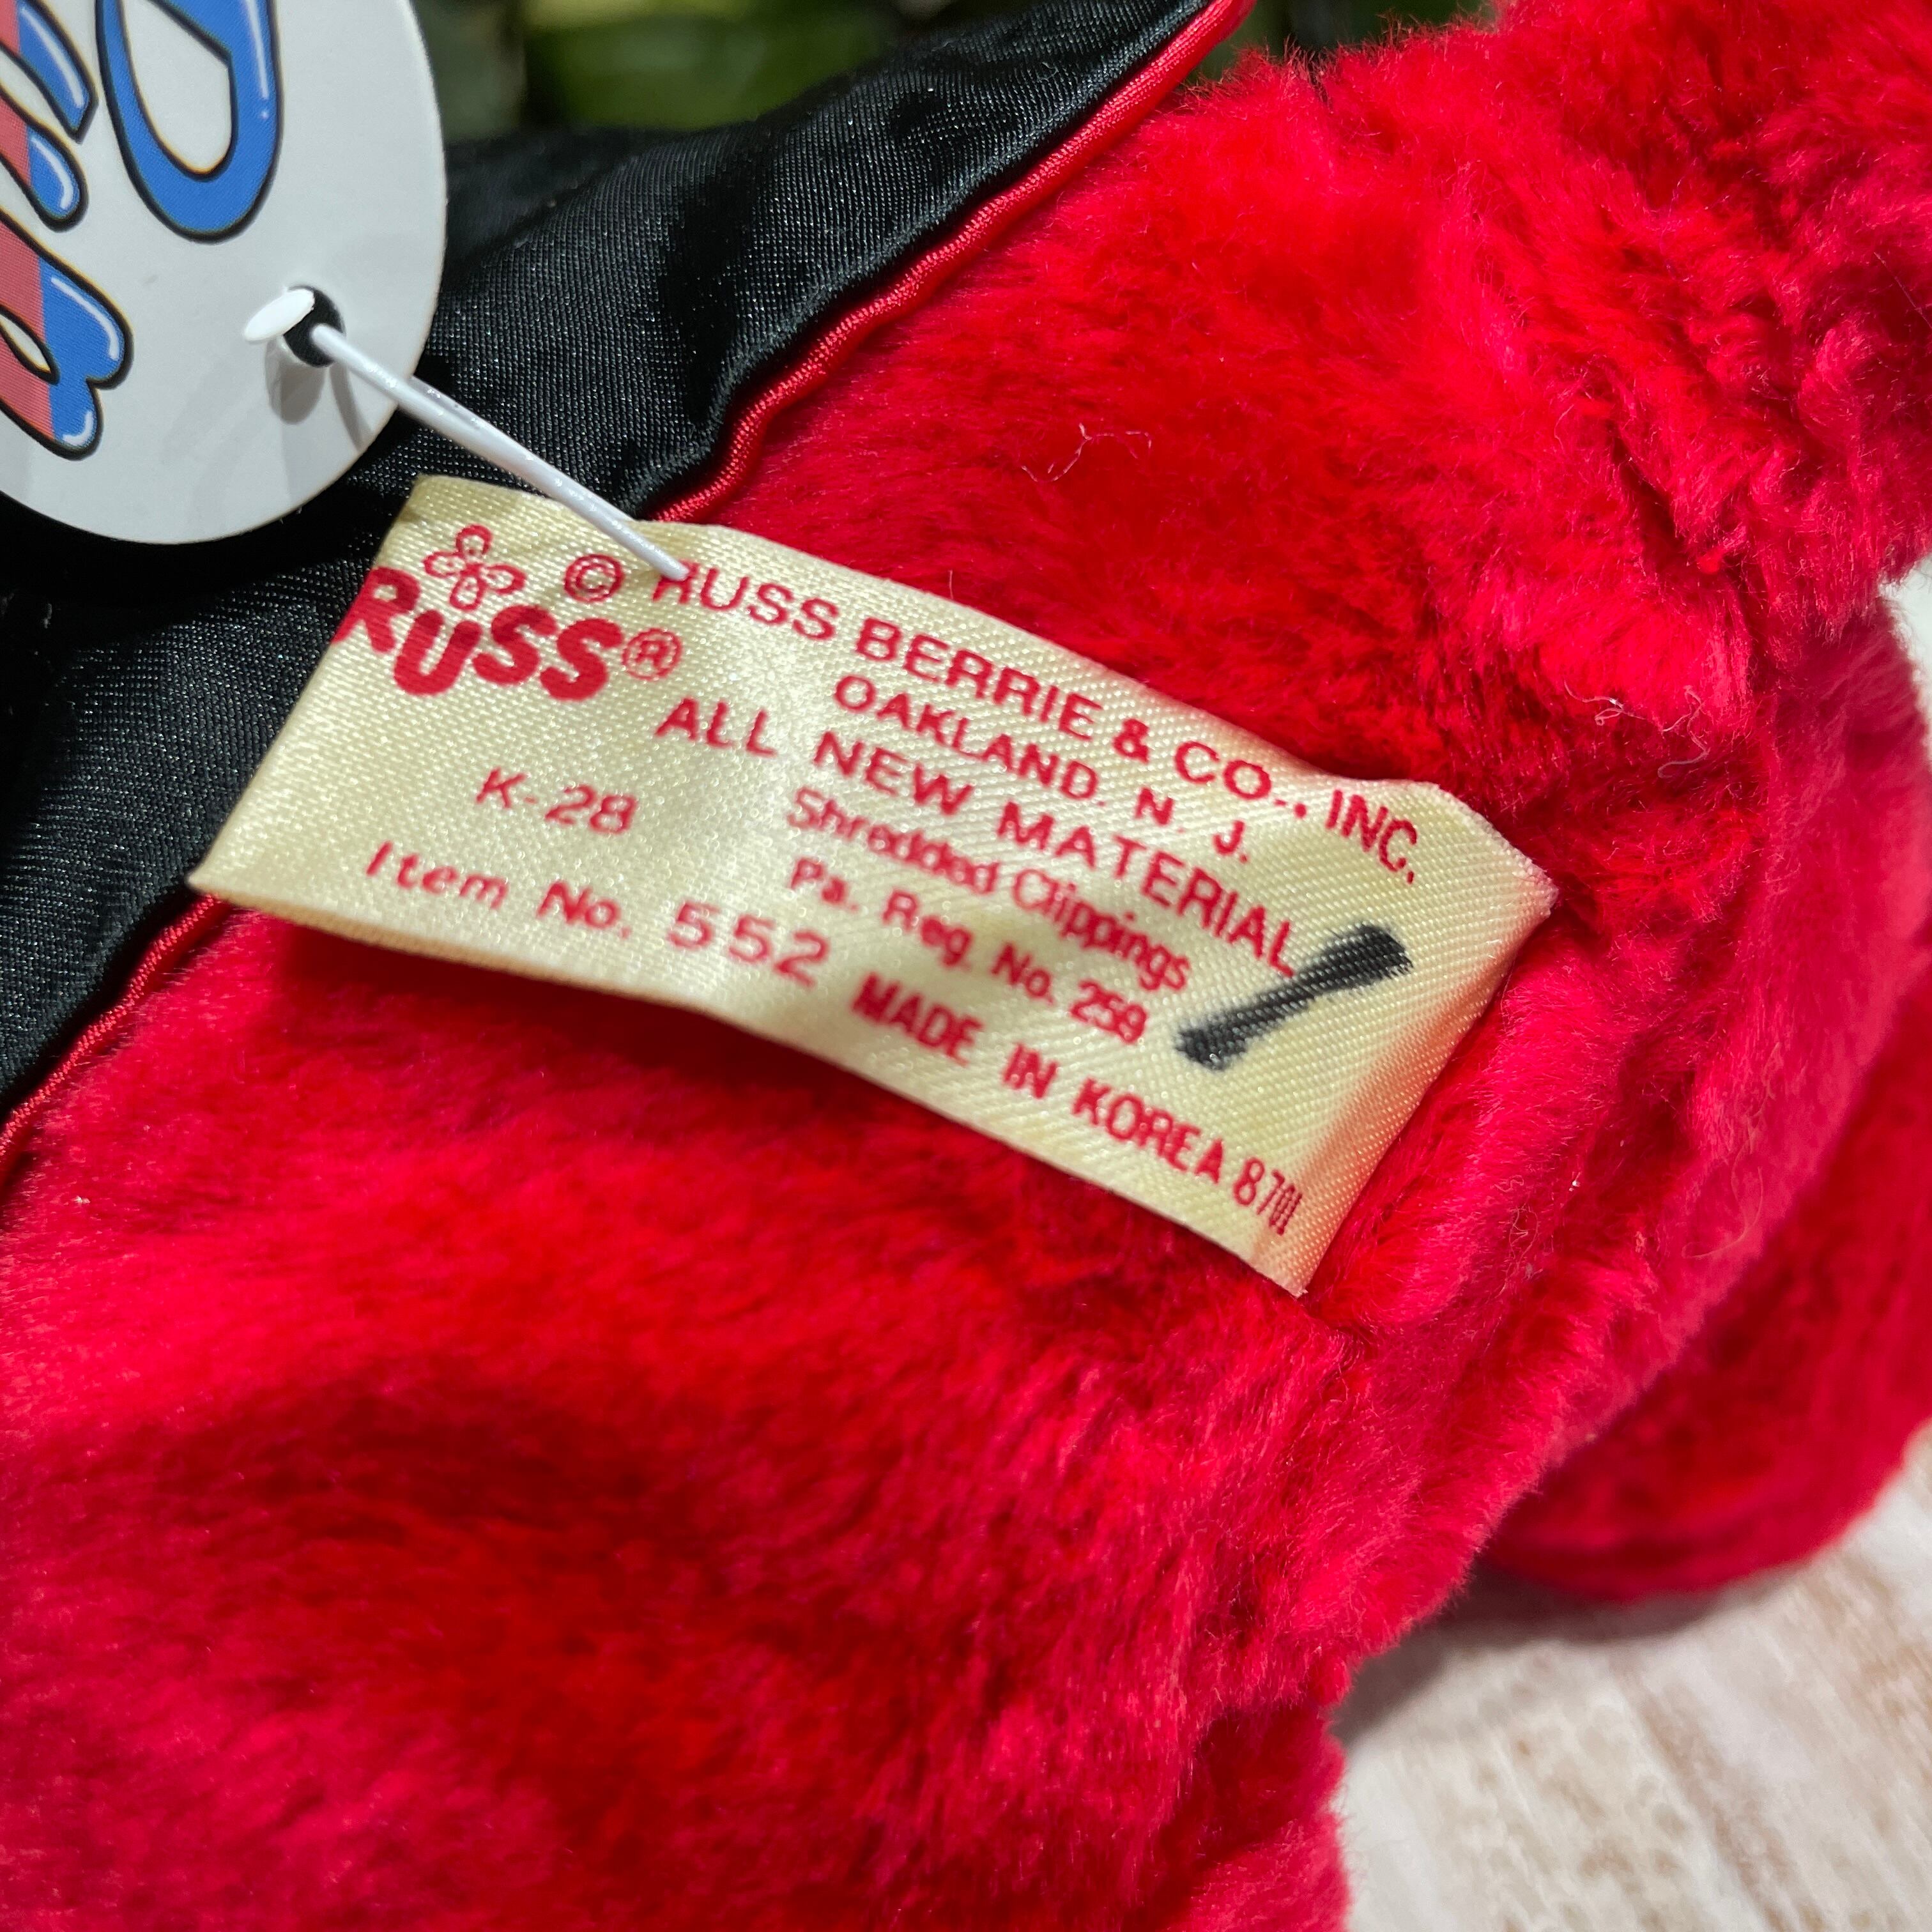 © RUSS BERRIE & CO., INC.
RUSS®
OAKLAND, N. J.
ALL NEW MATERIAL
K-28
Shredded Clippings
Pa. Reg. No. 259
Item No. 552 MADE IN KOREA 8701